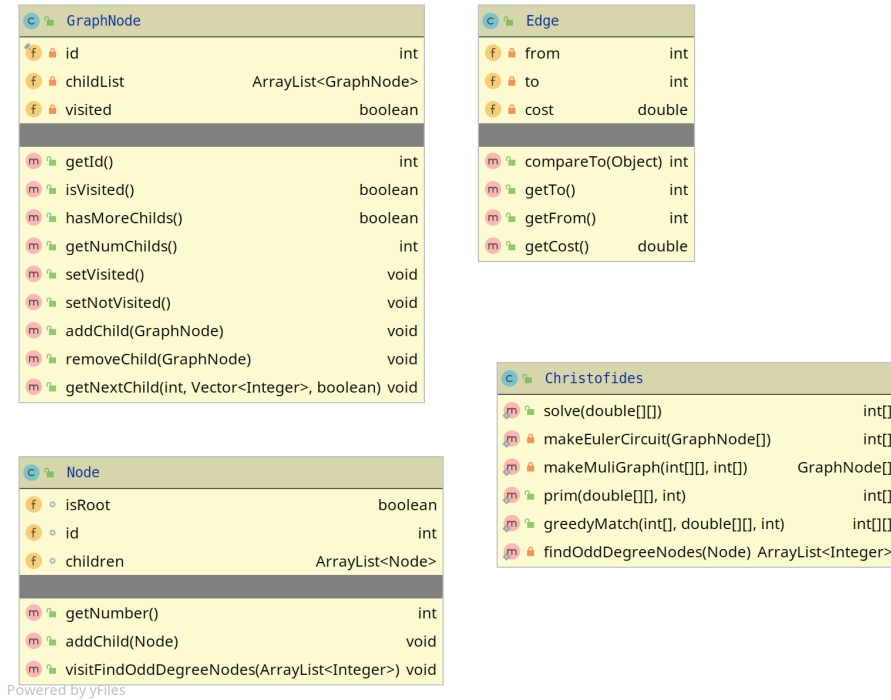 GraphNode
id int
childList ArrayList<GraphNode>
visited boolean
getId() int
isVisited() boolean
hasMoreChilds() boolean
getNumChilds() int
setVisited() void
setNotVisited() void
addChild(GraphNode) void
removeChild(GraphNode) void
getNextChild(int, Vector<Integer>, boolean) void
Edge
from int
to int
cost double
compareTo(Object) int
getTo() int
getFrom() int
getCost() double
Node
isRoot boolean
id int
children ArrayList<Node>
getNumber() int
addChild(Node) void
visitFindOddDegreeNodes(ArrayList<Integer>) void
Christofides
solve(double[][]) int[]
makeEulerCircuit(GraphNode[]) int[]
makeMuliGraph(int[][], int[]) GraphNode[]
prim(double[][], int) int[]
greedyMatch(int[], double[][], int) int[][]
findOddDegreeNodes(Node) ArrayList<Integer>
Powered by yFiles